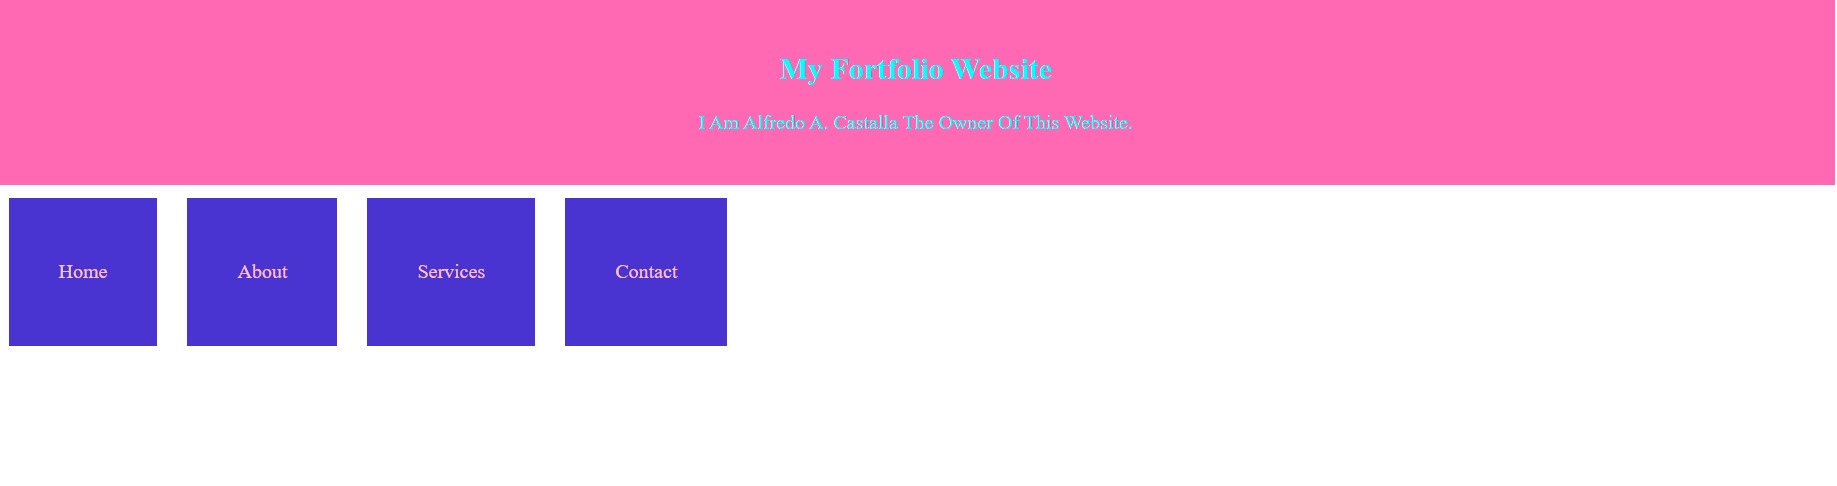 My Fortfolio Website
I Am Alfredo A. Castalla The Owner Of This Website.
Home About Services Contact